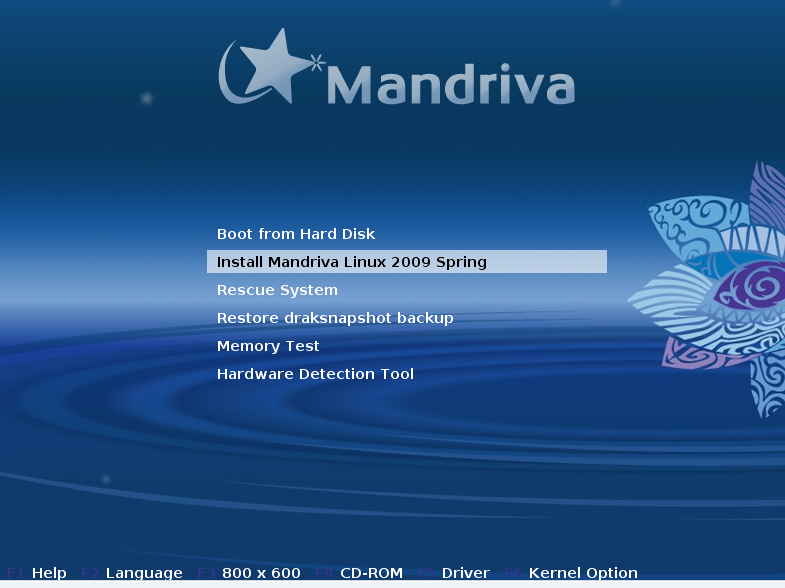 Mandriva
Boot from Hard Disk
Install Mandriva Linux 2009 Spring
Rescue System
Restore draksnapshot backup
Memory Test
Hardware Detection Tool
F1 Help F2 Language F3 800 x 600 F4 CD-ROM F5 Driver F6 Kernel Option